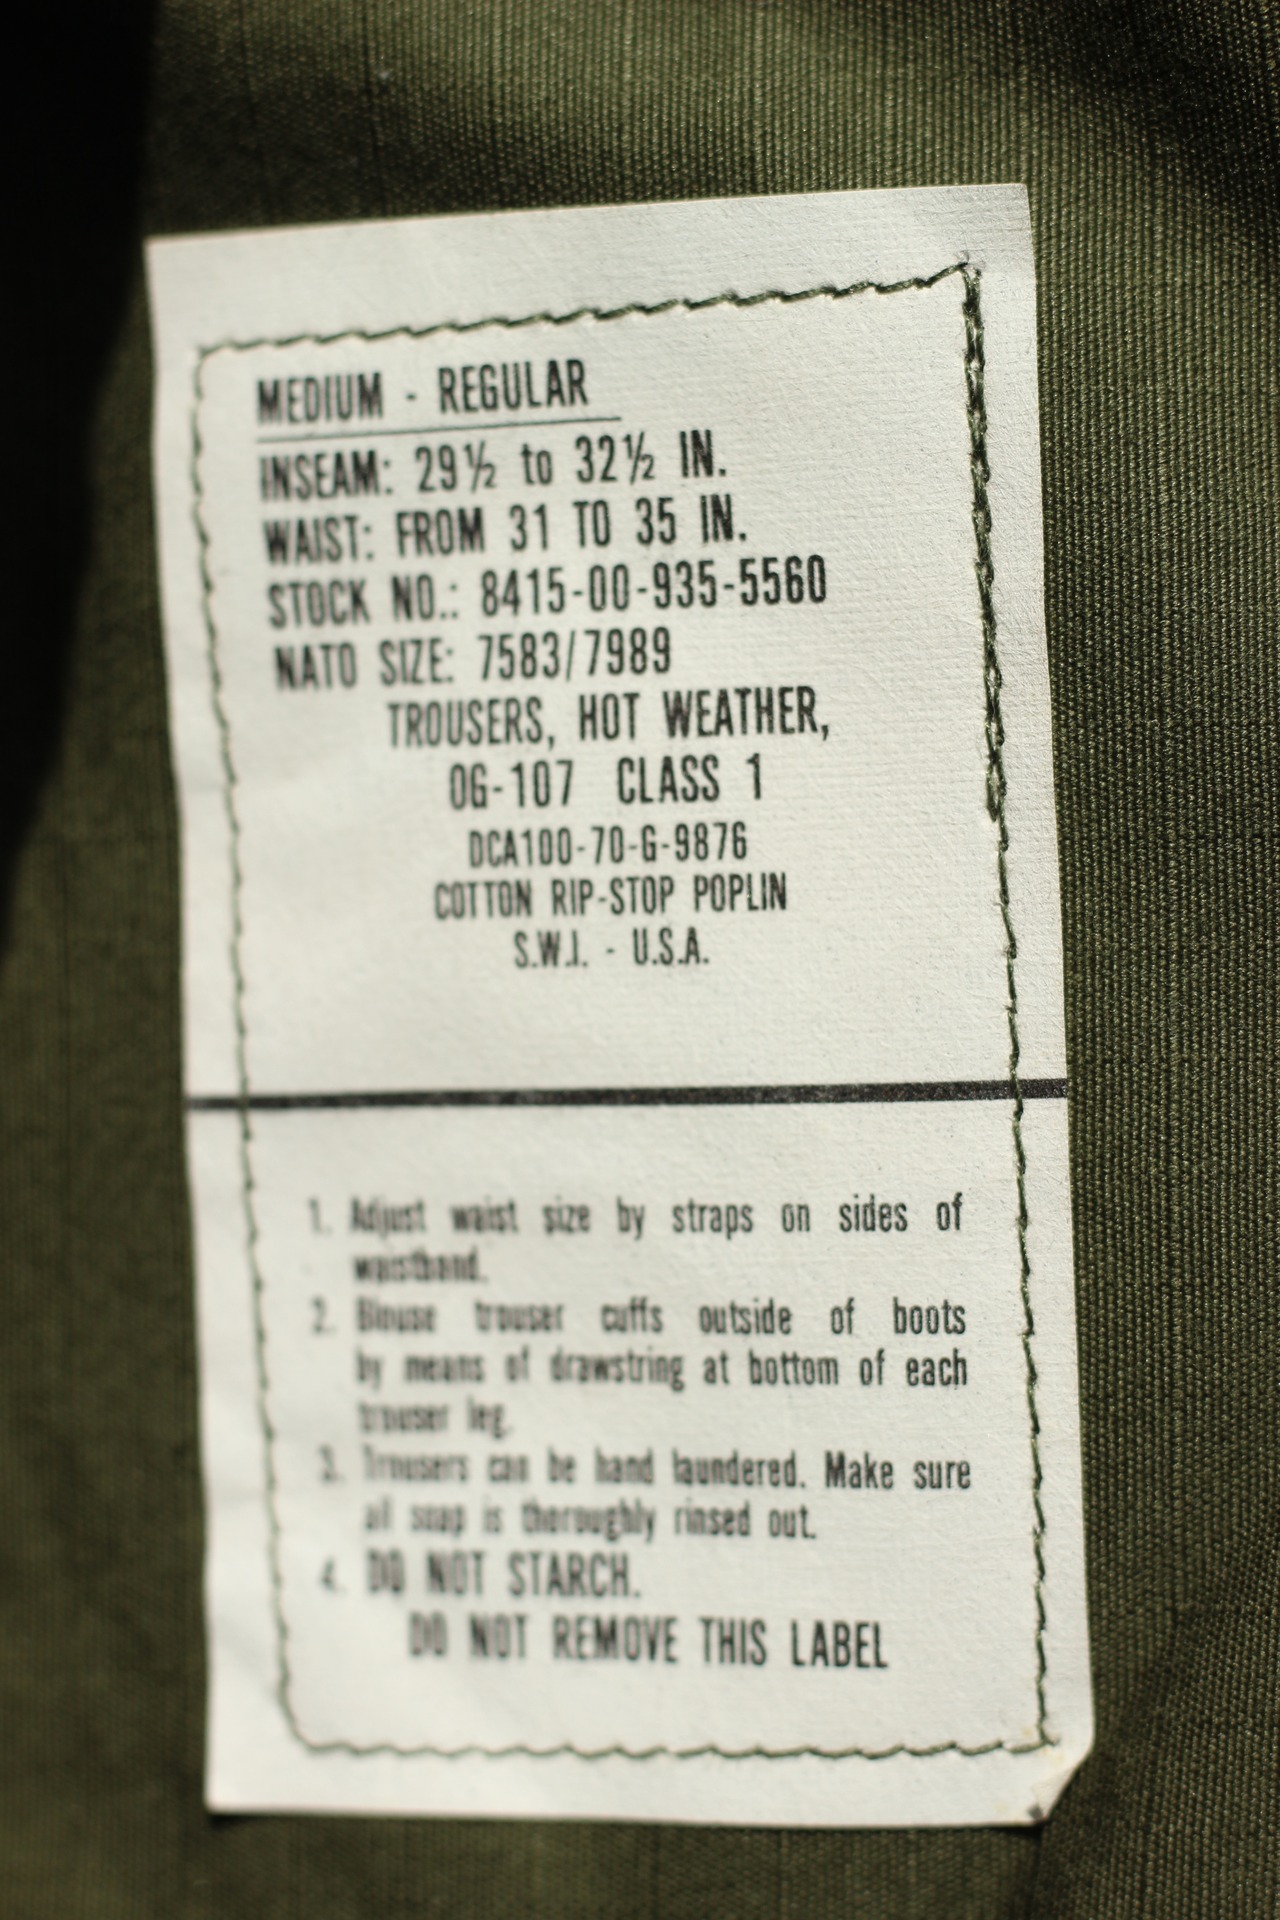 MEDIUM - REGULAR
INSEAM: 29½ to 32½ IN.
WAIST: FROM 31 TO 35 IN.
STOCK NO.: 8415-00-935-5560
NATO SIZE: 7583/7989
TROUSERS, HOT WEATHER,
OG-107 CLASS 1
DCA100-70-G-9876
COTTON RIP-STOP POPLIN
S.W.I. - U.S.A.
1. Adjust waist size by straps on sides of
waistband.
2. Blouse trouser cuffs outside of boots
by means of drawstring at bottom of each
trouser leg.
3. Trousers can be hand laundered. Make sure
all soap is thoroughly rinsed out.
4. DO NOT STARCH.
DO NOT REMOVE THIS LABEL